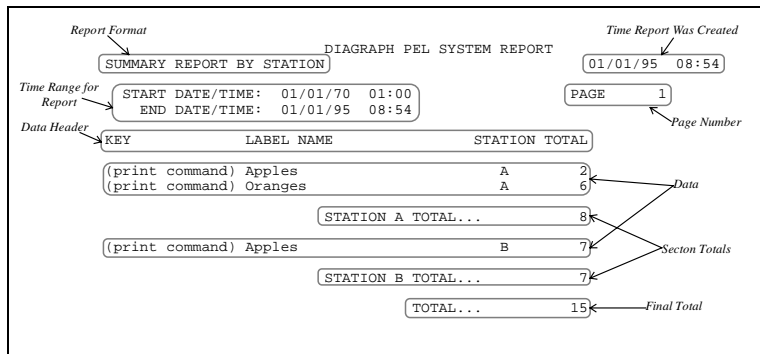 Report Format
Time Report Was Created
DIAGRAPH PEL SYSTEM REPORT
SUMMARY REPORT BY STATION
01/01/95 08:54
Time Range for
Report
START DATE/TIME: 01/01/70 01:00
END DATE/TIME: 01/01/95 08:54
PAGE 1
Page Number
Data Header
KEY LABEL NAME STATION TOTAL
(print command) Apples A 2
(print command) Oranges A 6
Data
STATION A TOTAL... 8
(print command) Apples B 7
Secton Totals
STATION B TOTAL... 7
TOTAL... 15
Final Total